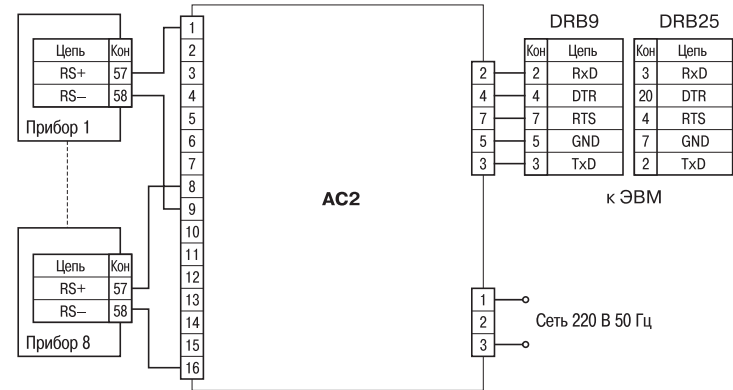 DRB9 DRB25
Цепь Кон
RS+ 57
RS– 58
Прибор 1
1
2
3
4
5
6
7
8
9
10
11
12
13
14
15
16
Цепь Кон
RS+ 57
RS– 58
Прибор 8
АС2
2
4
7
5
3
Кон Цепь
2 RxD
4 DTR
7 RTS
5 GND
3 TxD
Кон Цепь
3 RxD
20 DTR
4 RTS
7 GND
2 TxD
к ЭВМ
1
2
3
Сеть 220 В 50 Гц